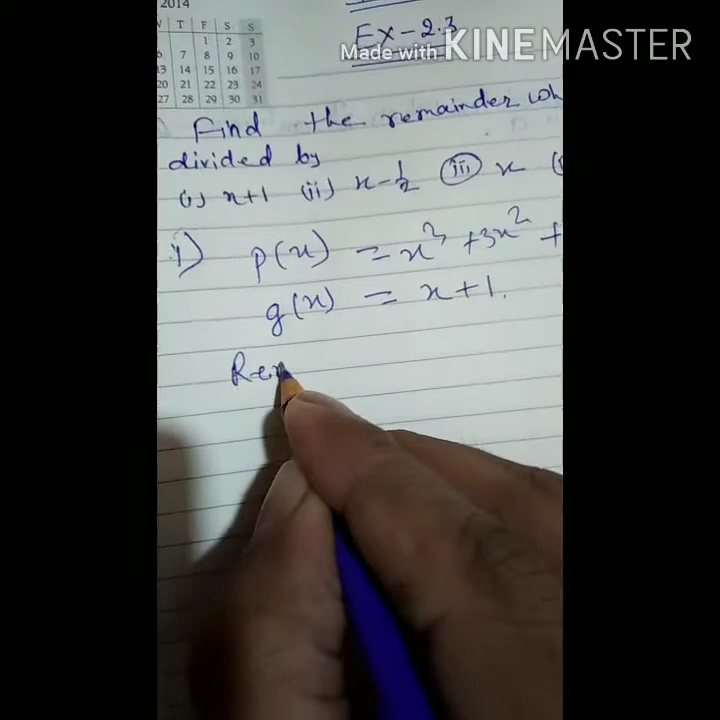 2014
T F S S
1 2 3
6 7 8 9 10
13 14 15 16 17
20 21 22 23 24
27 28 29 30 31
Ex-2.3
Made with KINEMASTER
Find the remainder
divided by
(i) x+1 (ii) x-1/2 (iii) x
1) p(x) = x³ +3x² +
g(x) = x+1.